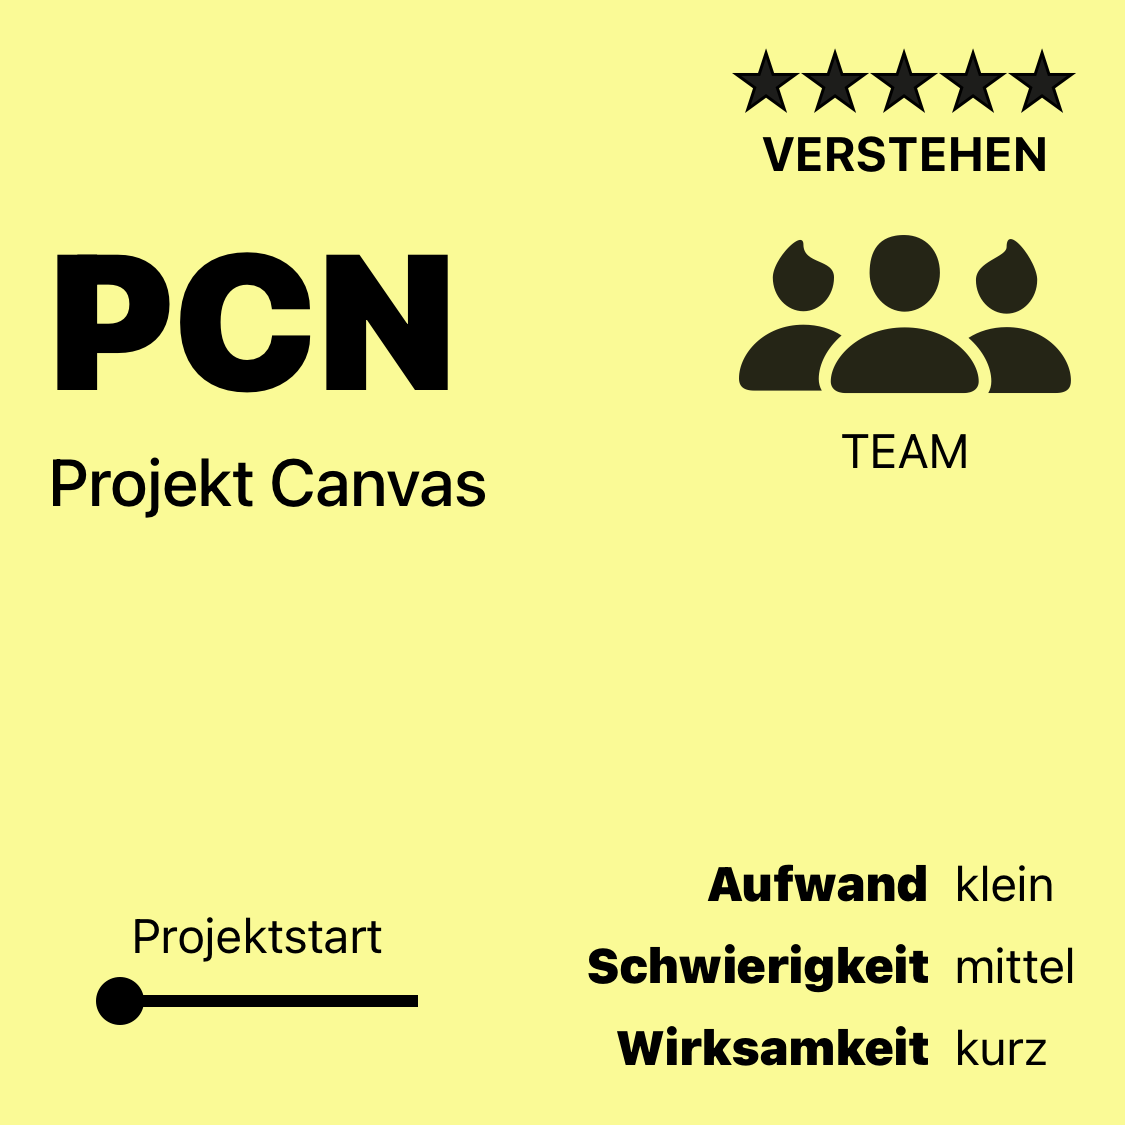 ★★★★★
VERSTEHEN
PCN
Projekt Canvas
TEAM
Projektstart
Aufwand klein
Schwierigkeit mittel
Wirksamkeit kurz